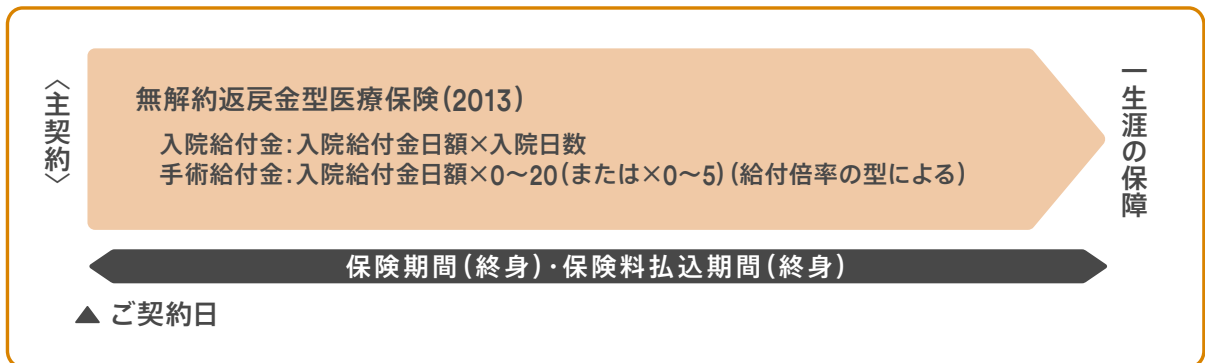 〈主契約〉
無解約返戻金型医療保険(2013)
入院給付金:入院給付金日額×入院日数
手術給付金:入院給付金日額×0〜20(または×0〜5)(給付倍率の型による)
一生涯の保障
保険期間(終身)・保険料払込期間(終身)
▲ ご契約日